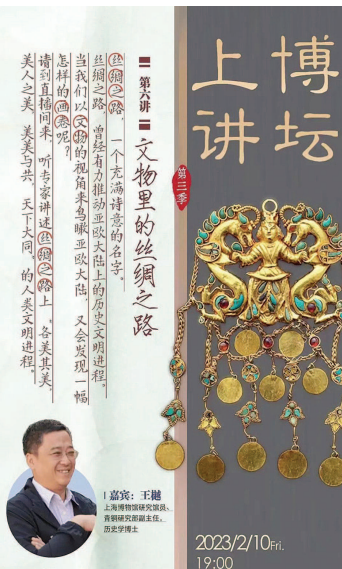 上博讲坛
第三季
第六讲
文物里的丝绸之路
丝绸之路,一个充满诗意的名字。
丝绸之路,曾经有力推动亚欧大陆上的历史文明进程。
当我们以文物的视角来鸟瞰亚欧大陆,又会发现一幅
怎样的画卷呢?
请到直播间来,听专家讲述丝绸之路上,各美其美,
美人之美,美美与共,天下大同,的人类文明进程。
嘉宾:王樾
上海博物馆研究馆员、
青铜研究部副主任、
历史学博士
2023/2/10Fri.
19:00